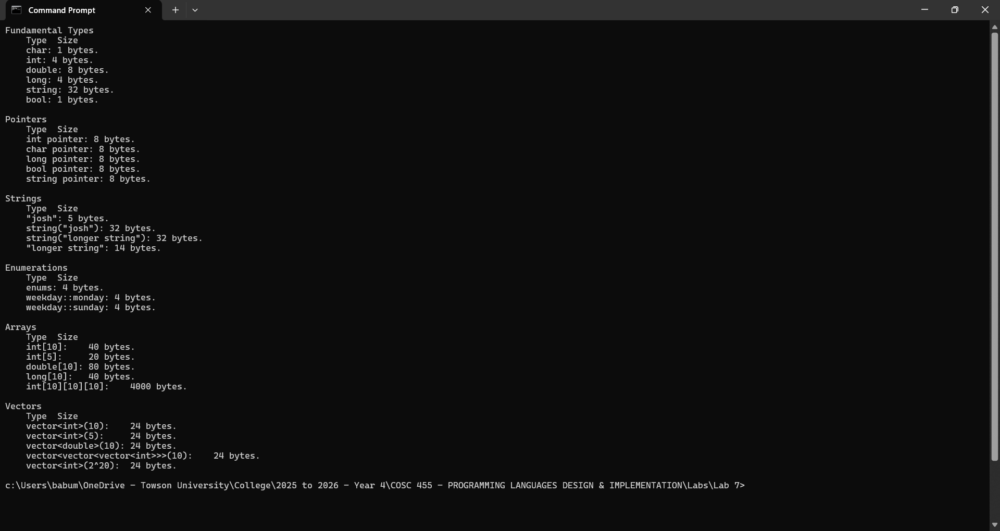 Command Prompt
Fundamental Types
    Type  Size
    char: 1 bytes.
    int: 4 bytes.
    double: 8 bytes.
    long: 4 bytes.
    string: 32 bytes.
    bool: 1 bytes.

Pointers
    Type  Size
    int pointer: 8 bytes.
    char pointer: 8 bytes.
    long pointer: 8 bytes.
    bool pointer: 8 bytes.
    string pointer: 8 bytes.

Strings
    Type  Size
    "josh": 5 bytes.
    string("josh"): 32 bytes.
    string("longer string"): 32 bytes.
    "longer string": 14 bytes.

Enumerations
    Type  Size
    enums: 4 bytes.
    weekday::monday: 4 bytes.
    weekday::sunday: 4 bytes.

Arrays
    Type  Size
    int[10]:    40 bytes.
    int[5]:     20 bytes.
    double[10]: 80 bytes.
    long[10]:   40 bytes.
    int[10][10][10]:    4000 bytes.

Vectors
    Type  Size
    vector<int>(10):    24 bytes.
    vector<int>(5):     24 bytes.
    vector<double>(10): 24 bytes.
    vector<vector<vector<int>>>(10):    24 bytes.
    vector<int>(2^20):  24 bytes.

c:\Users\babum\OneDrive - Towson University\College\2025 to 2026 - Year 4\COSC 455 - PROGRAMMING LANGUAGES DESIGN & IMPLEMENTATION\Labs\Lab 7>